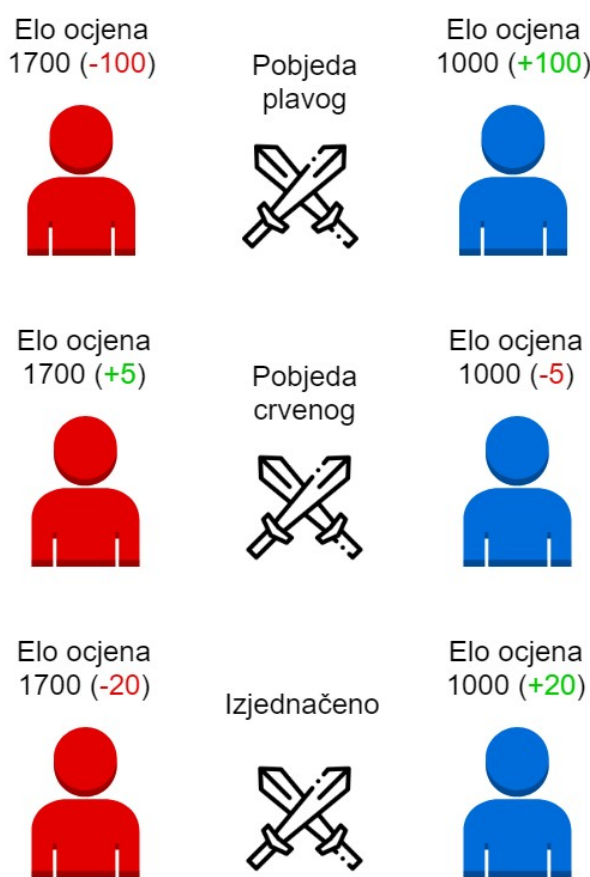 Elo ocjena
1700 (-100)
Pobjeda
plavog
Elo ocjena
1000 (+100)
Elo ocjena
1700 (+5)
Pobjeda
crvenog
Elo ocjena
1000 (-5)
Elo ocjena
1700 (-20)
Izjednačeno
Elo ocjena
1000 (+20)